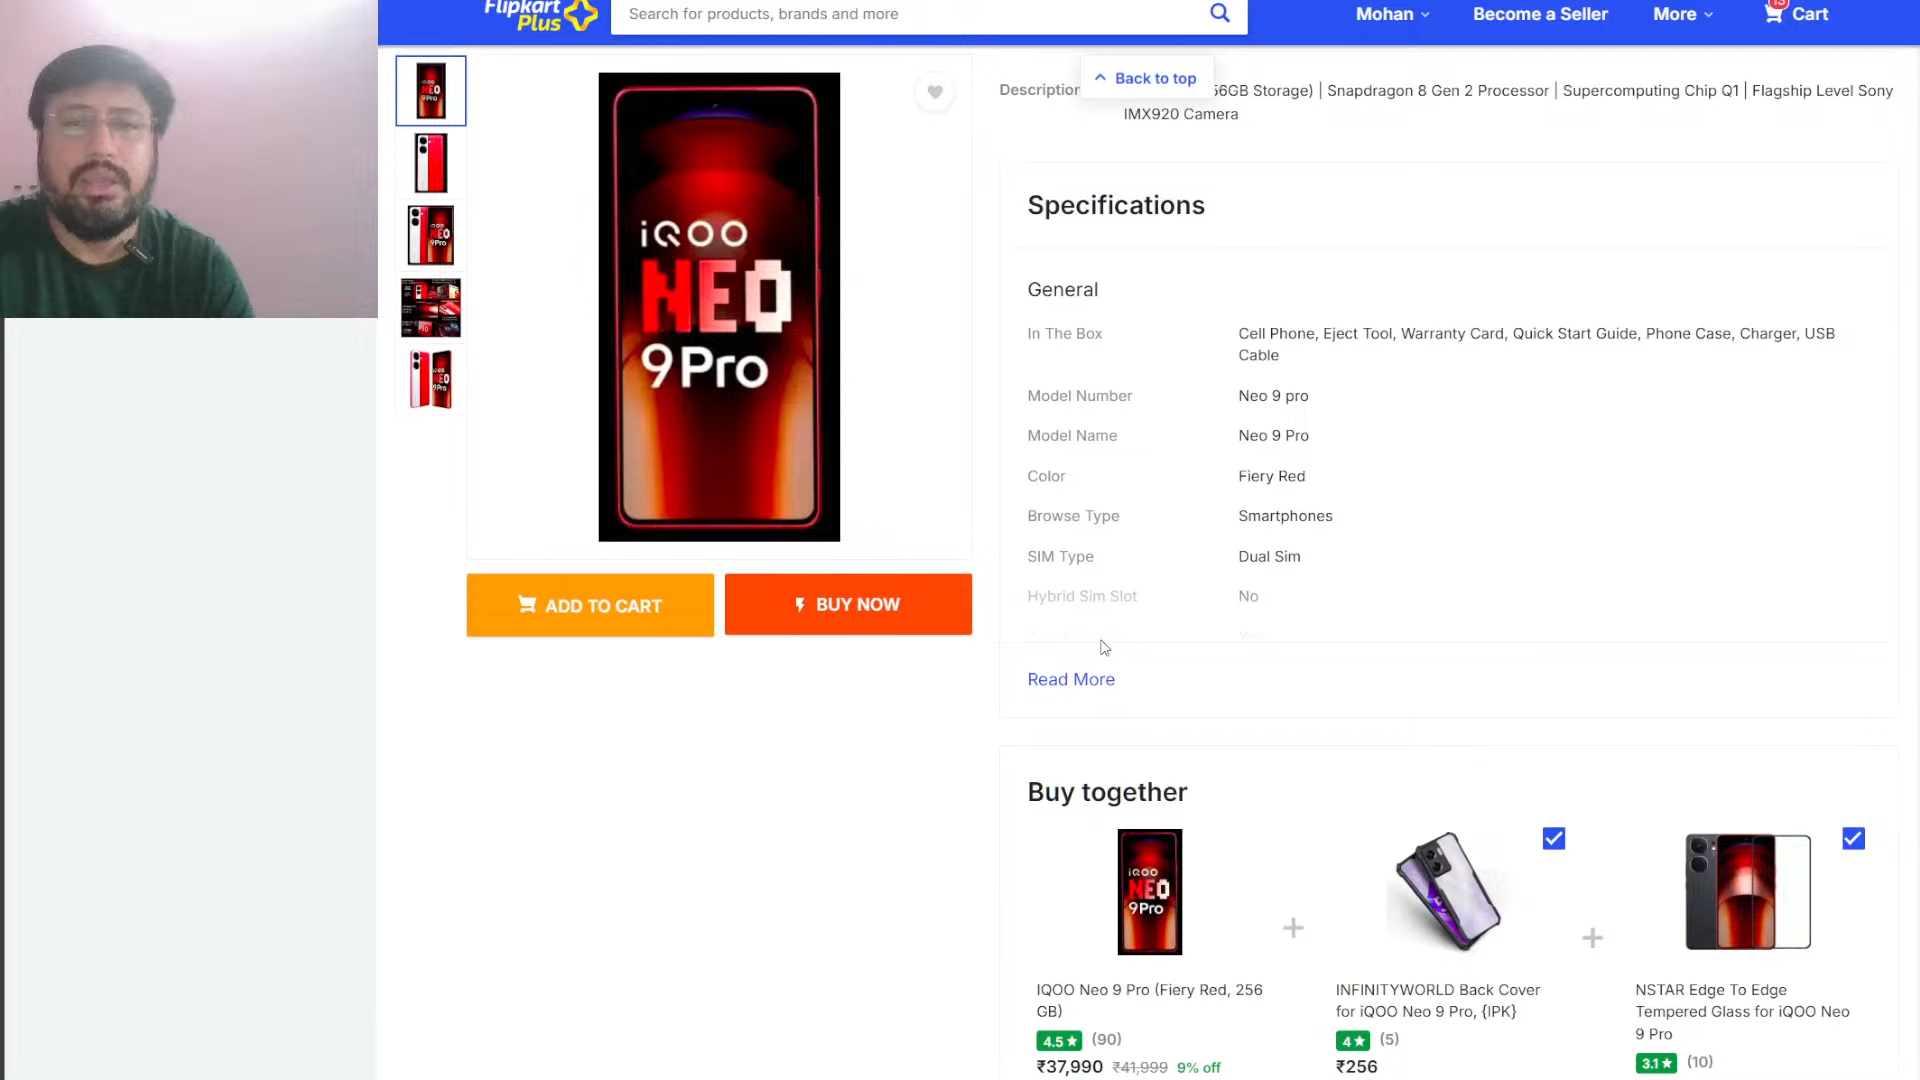 Flipkart
Plus
Search for products, brands and more
Mohan
Become a Seller
More
13
Cart
Back to top
Description
56GB Storage) | Snapdragon 8 Gen 2 Processor | Supercomputing Chip Q1 | Flagship Level Sony
IMX920 Camera
iQOO
NEO
9Pro
ADD TO CART
BUY NOW
Specifications
General
In The Box
Cell Phone, Eject Tool, Warranty Card, Quick Start Guide, Phone Case, Charger, USB
Cable
Model Number
Neo 9 pro
Model Name
Neo 9 Pro
Color
Fiery Red
Browse Type
Smartphones
SIM Type
Dual Sim
Hybrid Sim Slot
No
Read More
Buy together
iQOO
NEO
9Pro
IQOO Neo 9 Pro (Fiery Red, 256
GB)
4.5★ (90)
₹37,990 ₹41,999 9% off
INFINITYWORLD Back Cover
for iQOO Neo 9 Pro, {IPK}
4★ (5)
₹256
NSTAR Edge To Edge
Tempered Glass for iQOO Neo
9 Pro
3.1★ (10)